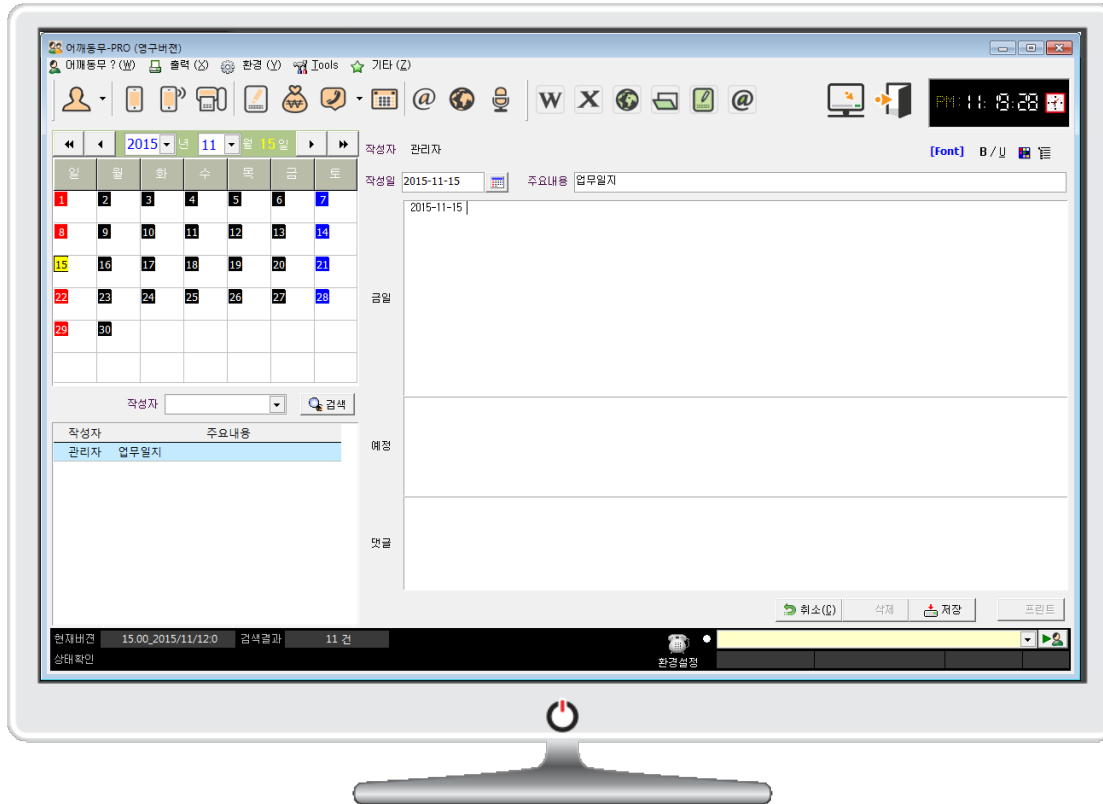 어깨동무-PRO (영구버전)
어깨동무 ? (W) 출력 (X) 환경 (Y) Tools 기타 (Z)
@ W X @ PM: 11: 19:28
2015 년 11 월 15 일
일 월 화 수 목 금 토
1 2 3 4 5 6 7
8 9 10 11 12 13 14
15 16 17 18 19 20 21
22 23 24 25 26 27 28
29 30
작성자 검색
작성자 주요내용
관리자 업무일지
작성자 관리자 [Font] B / U
작성일 2015-11-15 주요내용 업무일지
2015-11-15
금일
예정
댓글
취소(C) 삭제 저장 프린트
현재버젼 15.00_2015/11/12:0 검색결과 11 건
상태확인 환경설정